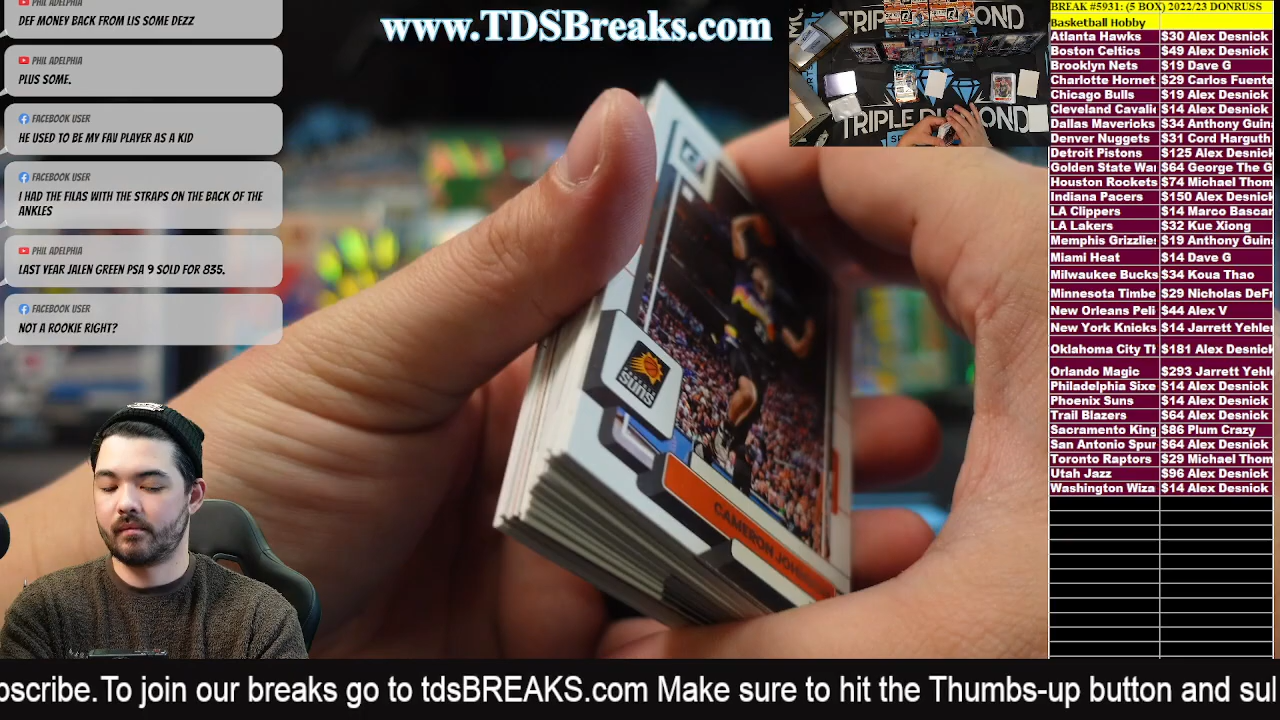 PHIL ADELPHIA
DEF MONEY BACK FROM LIS SOME DEZZ
PHIL ADELPHIA
PLUS SOME.
FACEBOOK USER
HE USED TO BE MY FAV PLAYER AS A KID
FACEBOOK USER
I HAD THE FILAS WITH THE STRAPS ON THE BACK OF THE
ANKLES
PHIL ADELPHIA
LAST YEAR JALEN GREEN PSA 9 SOLD FOR 835.
FACEBOOK USER
NOT A ROOKIE RIGHT?
www.TDSBreaks.com
TRIPLE DIAMOND
TRIPLE DIAMOND
SUNS
CAMERON JOHN
BREAK #5931: (5 BOX) 2022/23 DONRUSS
Basketball Hobby
Atlanta Hawks $30 Alex Desnick
Boston Celtics $49 Alex Desnick
Brooklyn Nets $19 Dave G
Charlotte Hornet $29 Carlos Fuente
Chicago Bulls $19 Alex Desnick
Cleveland Cavalie $14 Alex Desnick
Dallas Mavericks $34 Anthony Guin
Denver Nuggets $31 Cord Harguth
Detroit Pistons $125 Alex Desnick
Golden State Wa $64 George The G
Houston Rockets $74 Michael Thom
Indiana Pacers $150 Alex Desnick
LA Clippers $14 Marco Bascar
LA Lakers $32 Kue Xiong
Memphis Grizzlie $19 Anthony Guin
Miami Heat $14 Dave G
Milwaukee Bucks $34 Koua Thao
Minnesota Timbe $29 Nicholas DeFr
New Orleans Peli $44 Alex V
New York Knicks $14 Jarrett Yehle
Oklahoma City Th $181 Alex Desnick
Orlando Magic $293 Jarrett Yehl
Philadelphia Sixe $14 Alex Desnick
Phoenix Suns $14 Alex Desnick
Trail Blazers $64 Alex Desnick
Sacramento King $86 Plum Crazy
San Antonio Spur $64 Alex Desnick
Toronto Raptors $29 Michael Thom
Utah Jazz $96 Alex Desnick
Washington Wiza $14 Alex Desnick
bscribe.To join our breaks go to tdsBREAKS.com Make sure to hit the Thumbs-up button and sul